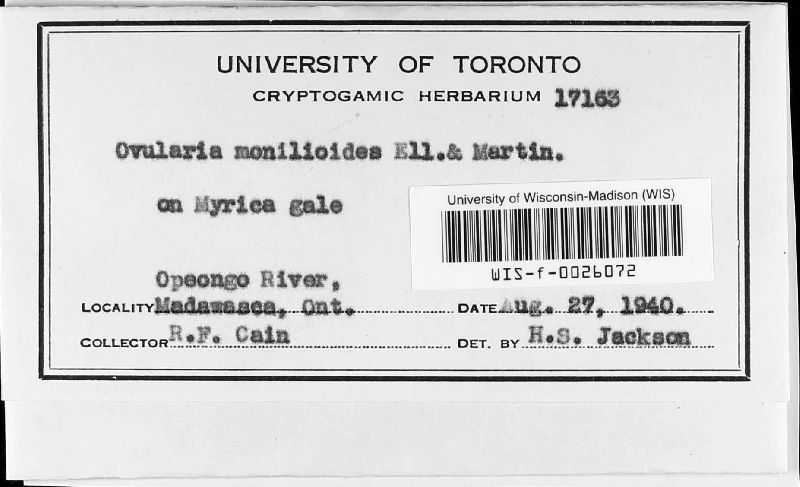 UNIVERSITY OF TORONTO
CRYPTOGAMIC HERBARIUM 17163
Ovularia monilioides Ell.& Martin.
on Myrica gale
University of Wisconsin-Madison (WIS)
WIS-f-0026072
Opeongo River,
LOCALITY Madawasca, Ont. DATE Aug. 27, 1940.
COLLECTOR R.F. Cain DET. BY H.S. Jackson